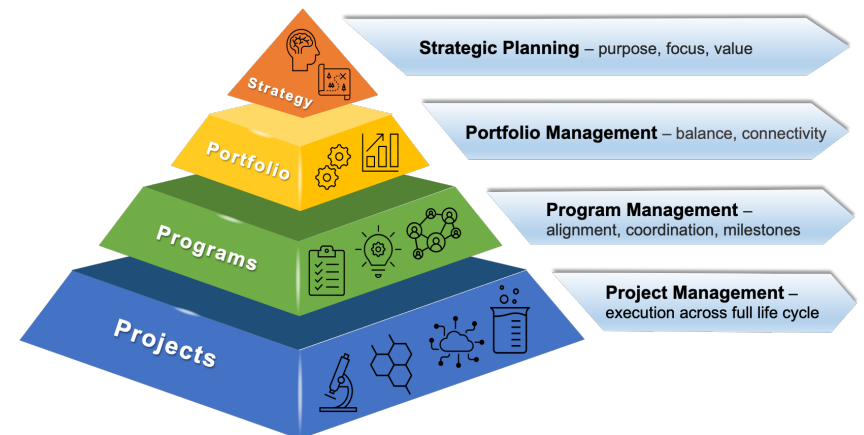 Strategy
Strategic Planning – purpose, focus, value
Portfolio
Portfolio Management – balance, connectivity
Programs
Program Management –
alignment, coordination, milestones
Projects
Project Management –
execution across full life cycle